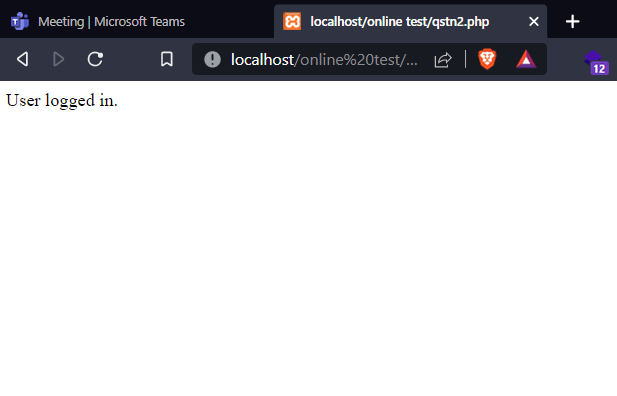 Meeting | Microsoft Teams
localhost/online test/qstn2.php
localhost/online%20test/...
12
User logged in.